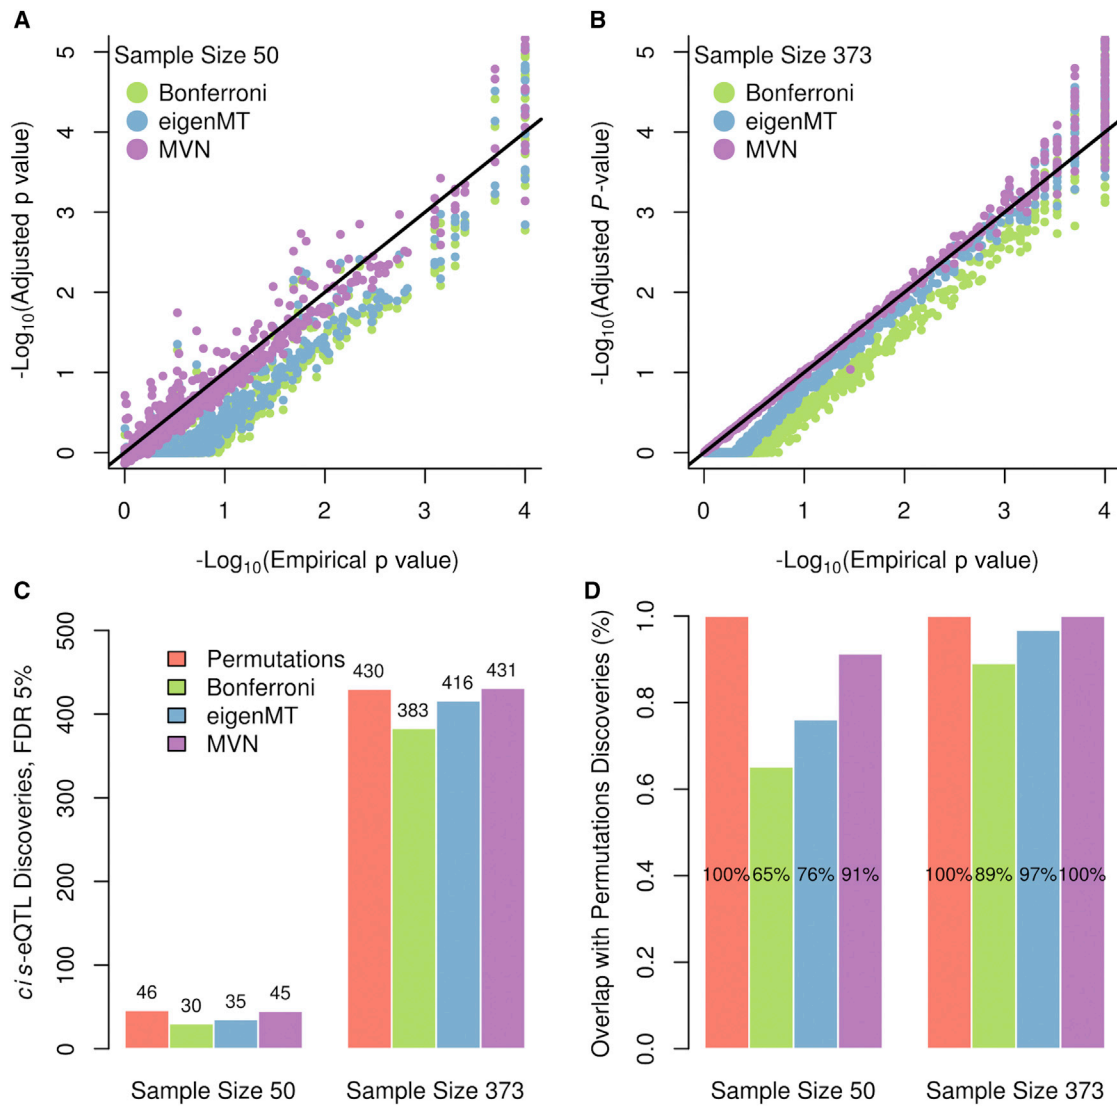 A
Sample Size 50
Bonferroni
eigenMT
MVN
-Log10(Adjusted p value)
5
4
3
2
1
0
0 1 2 3 4
-Log10(Empirical p value)
B
Sample Size 373
Bonferroni
eigenMT
MVN
-Log10(Adjusted P-value)
5
4
3
2
1
0
0 1 2 3 4
-Log10(Empirical p value)
C
cis-eQTL Discoveries, FDR 5%
500
400
300
200
100
0
Permutations
Bonferroni
eigenMT
MVN
46 30 35 45
430 383 416 431
Sample Size 50 Sample Size 373
D
Overlap with Permutations Discoveries (%)
1.0
0.8
0.6
0.4
0.2
0.0
100% 65% 76% 91% 100% 89% 97% 100%
Sample Size 50 Sample Size 373